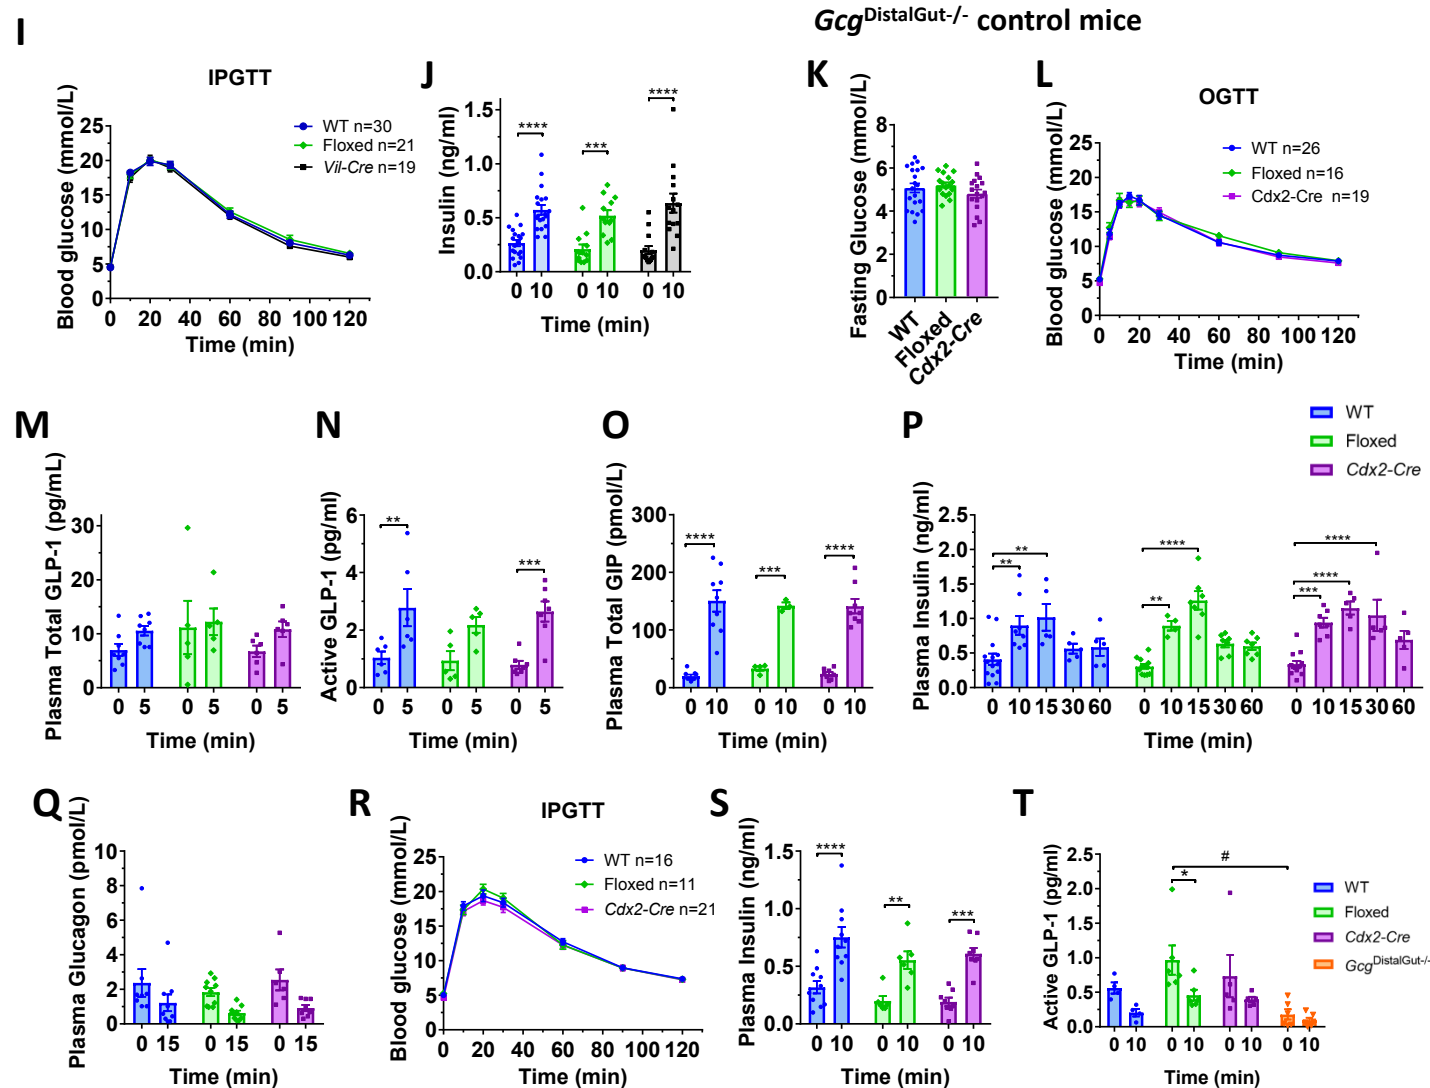 Gcg^DistalGut-/- control mice
I
IPGTT
Blood glucose (mmol/L)
25
20
15
10
5
0
0 20 40 60 80 100 120
Time (min)
WT n=30
Floxed n=21
Vil-Cre n=19
J
Insulin (ng/ml)
1.5
1.0
0.5
0.0
**** *** ****
0 10 0 10 0 10
Time (min)
K
Fasting Glucose (mmol/L)
8
6
4
2
0
WT
Floxed
Cdx2-Cre
L
OGTT
Blood glucose (mmol/L)
25
20
15
10
5
0
0 20 40 60 80 100 120
Time (min)
WT n=26
Floxed n=16
Cdx2-Cre n=19
M
Plasma Total GLP-1 (pg/mL)
30
20
10
0
0 5 0 5 0 5
Time (min)
N
Active GLP-1 (pg/ml)
6
4
2
0
** ***
0 5 0 5 0 5
Time (min)
O
Plasma Total GIP (pmol/L)
300
200
100
0
**** *** ****
0 10 0 10 0 10
Time (min)
P
WT
Floxed
Cdx2-Cre
Plasma Insulin (ng/ml)
2.5
2.0
1.5
1.0
0.5
0.0
** ** **** ** **** **** ***
0 10 15 30 60 0 10 15 30 60 0 10 15 30 60
Time (min)
Q
Plasma Glucagon (pmol/L)
10
8
6
4
2
0
0 15 0 15 0 15
Time (min)
R
IPGTT
Blood glucose (mmol/L)
25
20
15
10
5
0
0 20 40 60 80 100 120
Time (min)
WT n=16
Floxed n=11
Cdx2-Cre n=21
S
Plasma Insulin (ng/ml)
1.5
1.0
0.5
0.0
**** ** ***
0 10 0 10 0 10
Time (min)
T
Active GLP-1 (pg/ml)
2.5
2.0
1.5
1.0
0.5
0.0
#
*
0 10 0 10 0 10 0 10
Time (min)
WT
Floxed
Cdx2-Cre
Gcg^DistalGut-/-